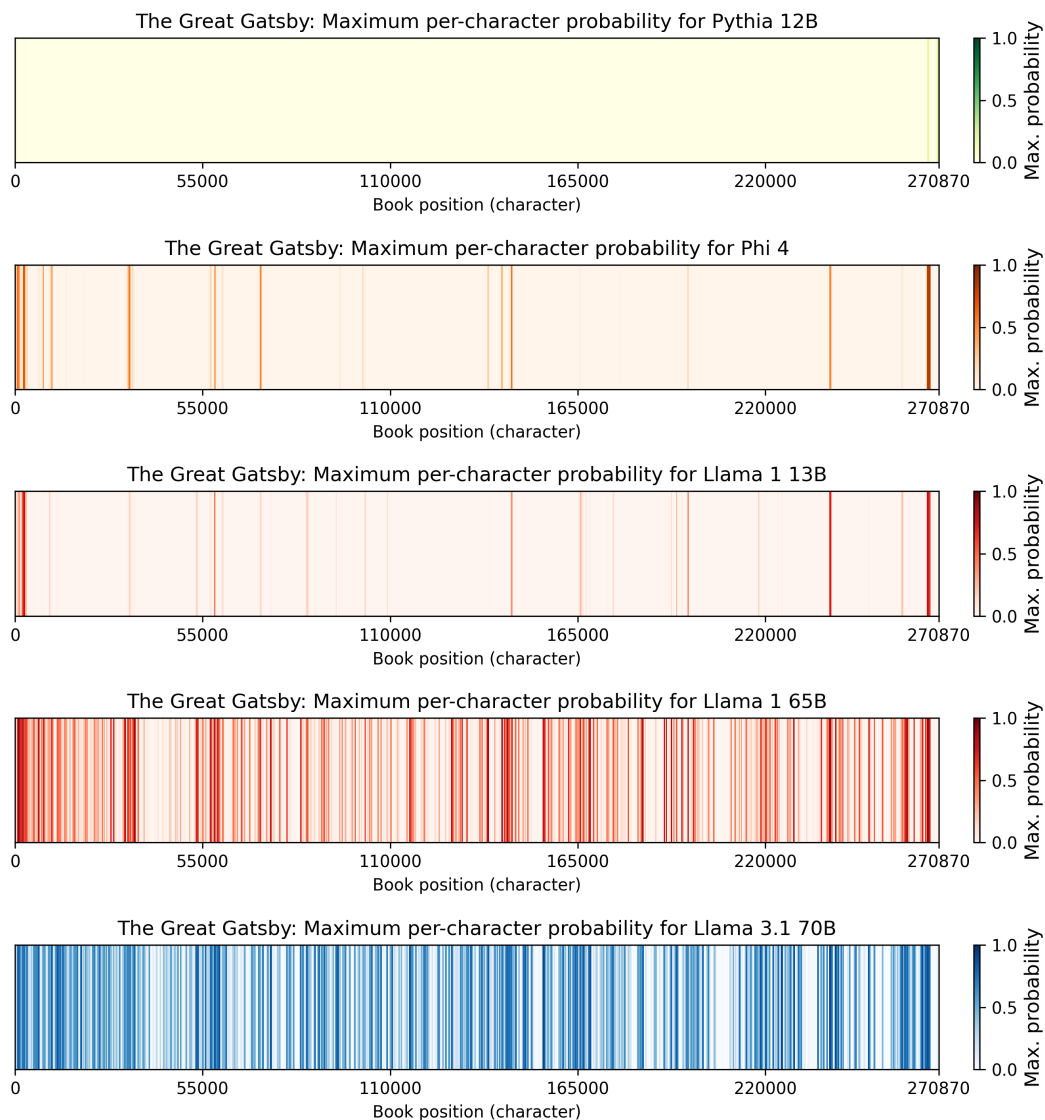 The Great Gatsby: Maximum per-character probability for Pythia 12B
1.0
0.5
0.0
Max. probability
0 55000 110000 165000 220000 270870
Book position (character)
The Great Gatsby: Maximum per-character probability for Phi 4
1.0
0.5
0.0
Max. probability
0 55000 110000 165000 220000 270870
Book position (character)
The Great Gatsby: Maximum per-character probability for Llama 1 13B
1.0
0.5
0.0
Max. probability
0 55000 110000 165000 220000 270870
Book position (character)
The Great Gatsby: Maximum per-character probability for Llama 1 65B
1.0
0.5
0.0
Max. probability
0 55000 110000 165000 220000 270870
Book position (character)
The Great Gatsby: Maximum per-character probability for Llama 3.1 70B
1.0
0.5
0.0
Max. probability
0 55000 110000 165000 220000 270870
Book position (character)